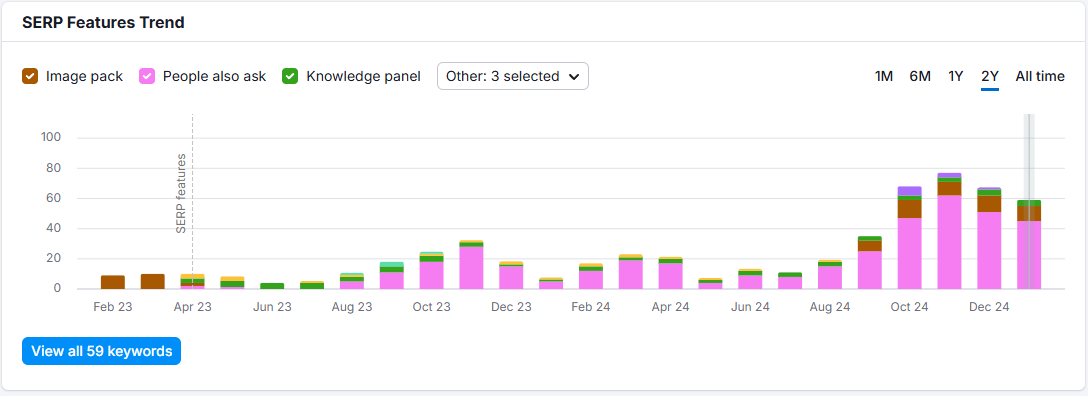 SERP Features Trend
Image pack People also ask Knowledge panel Other: 3 selected 1M 6M 1Y 2Y All time
100
80
60
40
20
0
SERP features
Feb 23 Apr 23 Jun 23 Aug 23 Oct 23 Dec 23 Feb 24 Apr 24 Jun 24 Aug 24 Oct 24 Dec 24
View all 59 keywords